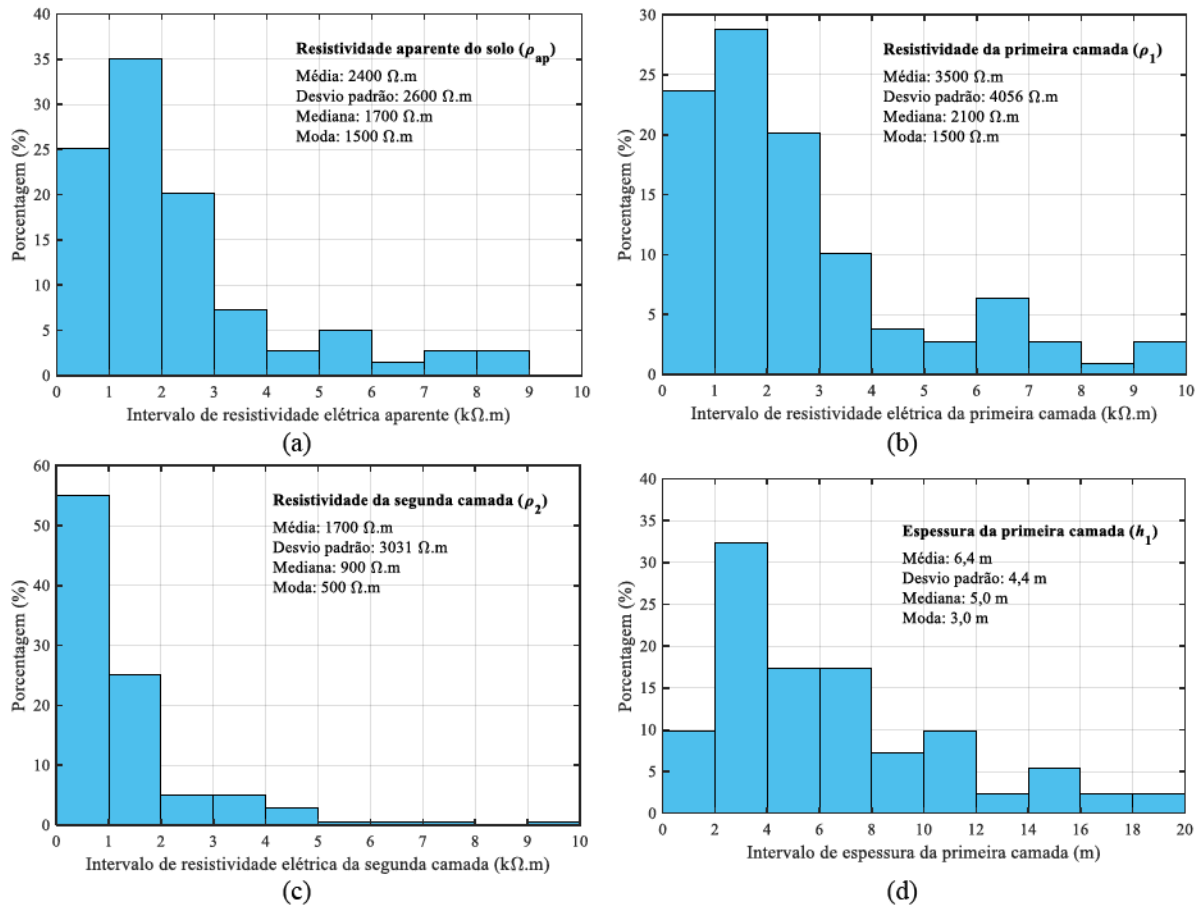 40
35
30
25
20
15
10
5
0
Porcentagem (%)
Resistividade aparente do solo (ρap)
Média: 2400 Ω.m
Desvio padrão: 2600 Ω.m
Mediana: 1700 Ω.m
Moda: 1500 Ω.m
0 1 2 3 4 5 6 7 8 9 10
Intervalo de resistividade elétrica aparente (kΩ.m)
(a)
30
25
20
15
10
5
0
Porcentagem (%)
Resistividade da primeira camada (ρ1)
Média: 3500 Ω.m
Desvio padrão: 4056 Ω.m
Mediana: 2100 Ω.m
Moda: 1500 Ω.m
0 1 2 3 4 5 6 7 8 9 10
Intervalo de resistividade elétrica da primeira camada (kΩ.m)
(b)
60
50
40
30
20
10
0
Porcentagem (%)
Resistividade da segunda camada (ρ2)
Média: 1700 Ω.m
Desvio padrão: 3031 Ω.m
Mediana: 900 Ω.m
Moda: 500 Ω.m
0 1 2 3 4 5 6 7 8 9 10
Intervalo de resistividade elétrica da segunda camada (kΩ.m)
(c)
40
35
30
25
20
15
10
5
0
Porcentagem (%)
Espessura da primeira camada (h1)
Média: 6,4 m
Desvio padrão: 4,4 m
Mediana: 5,0 m
Moda: 3,0 m
0 2 4 6 8 10 12 14 16 18 20
Intervalo de espessura da primeira camada (m)
(d)